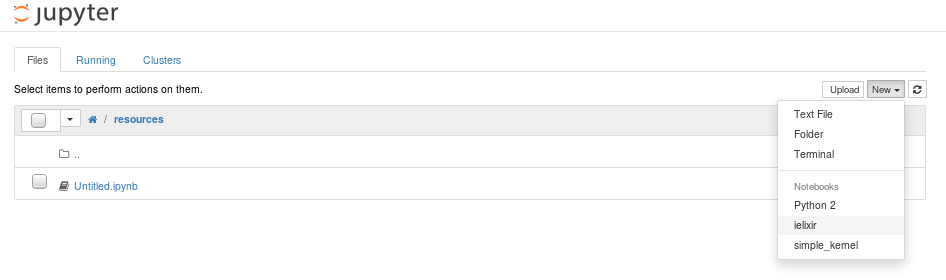 jupyter
Files Running Clusters
Select items to perform actions on them.
Upload New
/ resources
..
Untitled.ipynb
Text File
Folder
Terminal
Notebooks
Python 2
ielixir
simple_kernel